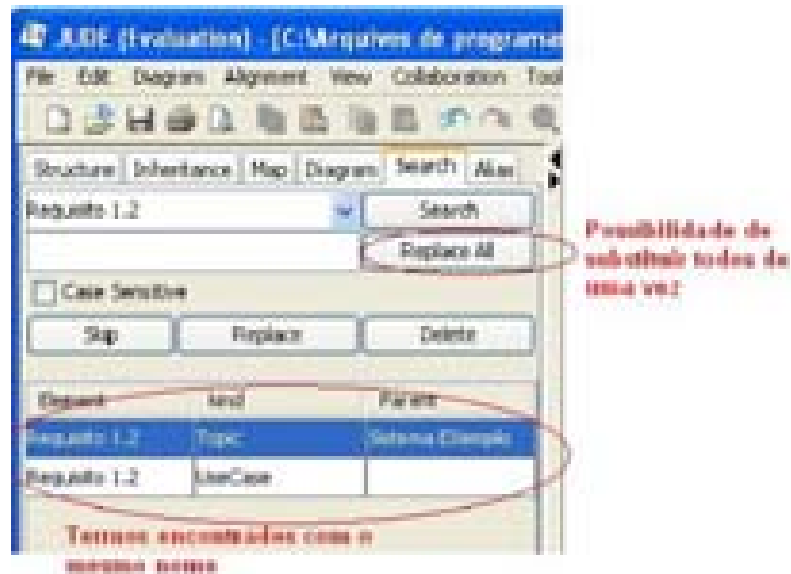 JUDE (Evaluation) - [C:\Arquivos de programas
File Edit Diagram Alignment View Collaboration Tool
Structure Inheritance Map Diagram Search Alias
Requisito 1.2 Search
Replace All
Possibilidade de
substituir todos de
uma vez
Case Sensitive
Skip Replace Delete
Element Kind Parent
Requisito 1.2 Topic Sistema Exemplo
Requisito 1.2 UseCase
Termos encontrados com o
mesmo nome